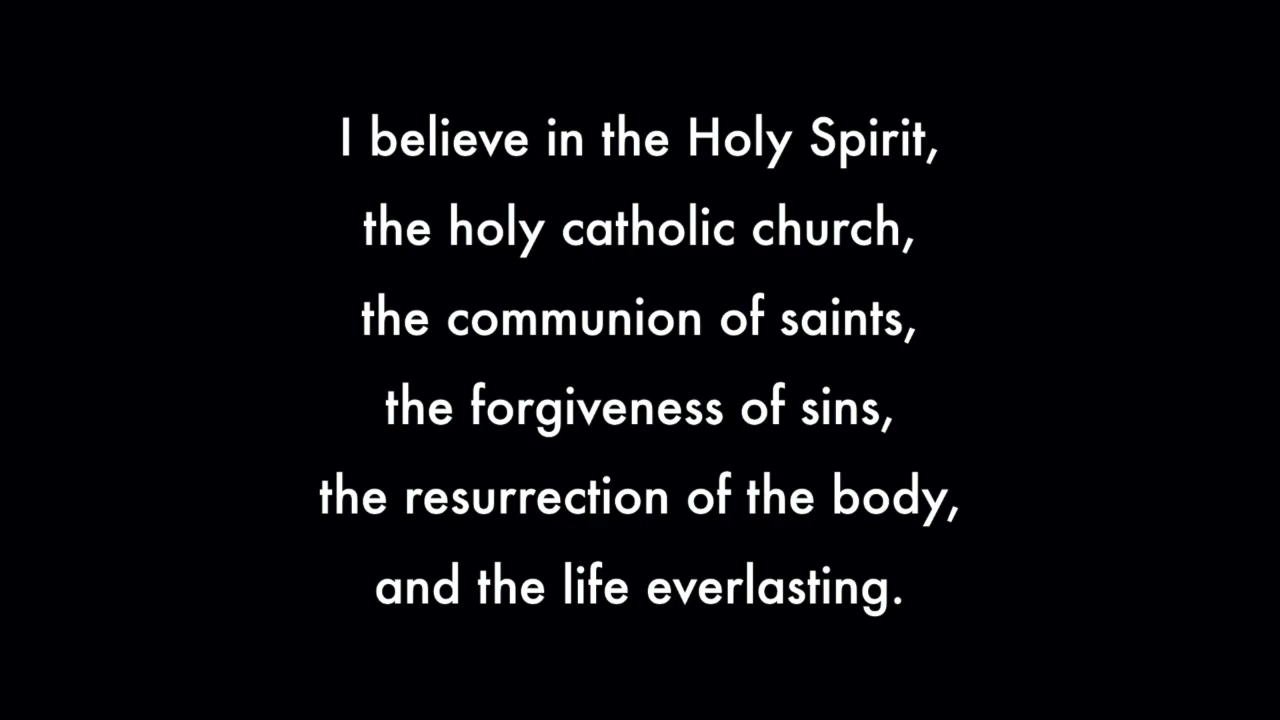 I believe in the Holy Spirit,
the holy catholic church,
the communion of saints,
the forgiveness of sins,
the resurrection of the body,
and the life everlasting.